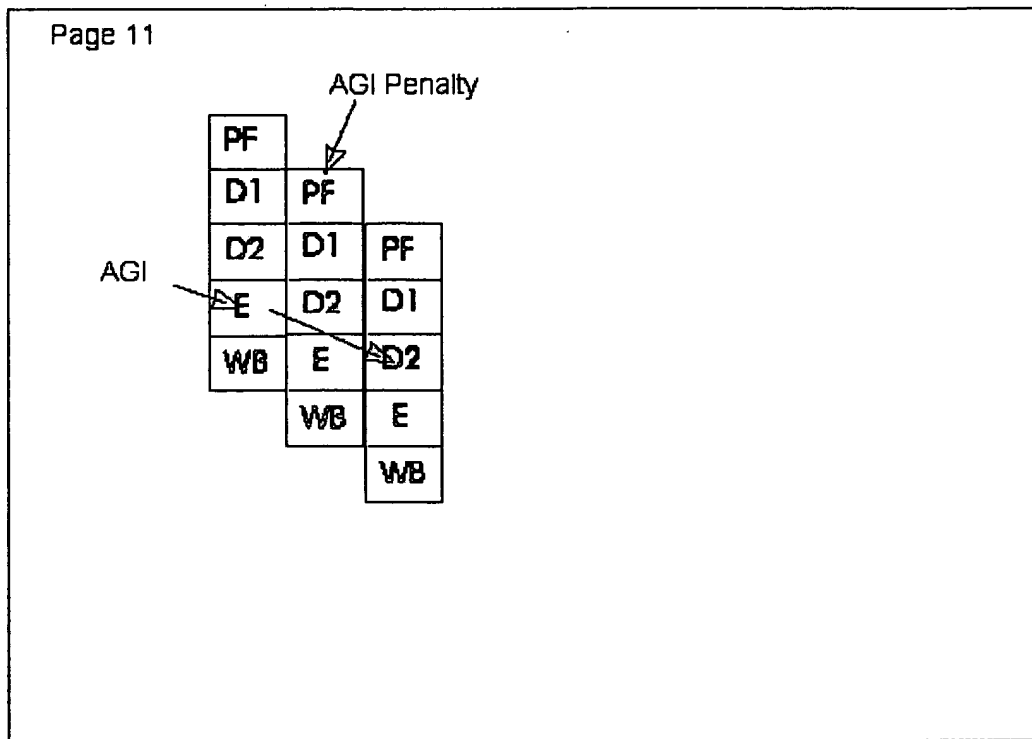 Page 11
AGI Penalty
PF
D1 PF
D2 D1 PF
AGI
E D2 D1
WB E D2
WB E
WB